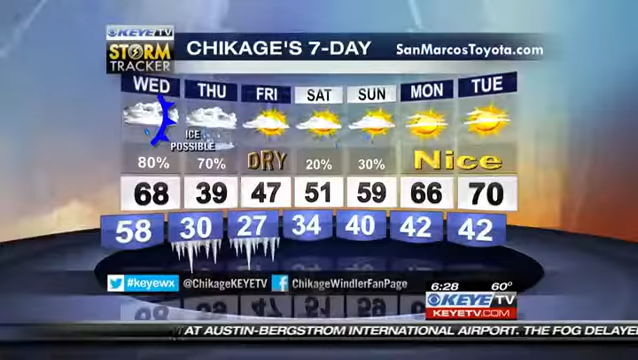 KEYE TV
STORM
TRACKER
CHIKAGE'S 7-DAY
SanMarcosToyota.com
WED THU FRI SAT SUN MON TUE
ICE
POSSIBLE
80% 70% DRY 20% 30% Nice
68 39 47 51 59 66 70
58 30 27 34 40 42 42
#keyewx @ChikageKEYETV ChikageWindlerFanPage
6:28 60°
KEYE TV
KEYETV.COM
AT AUSTIN-BERGSTROM INTERNATIONAL AIRPORT. THE FOG DELAYE